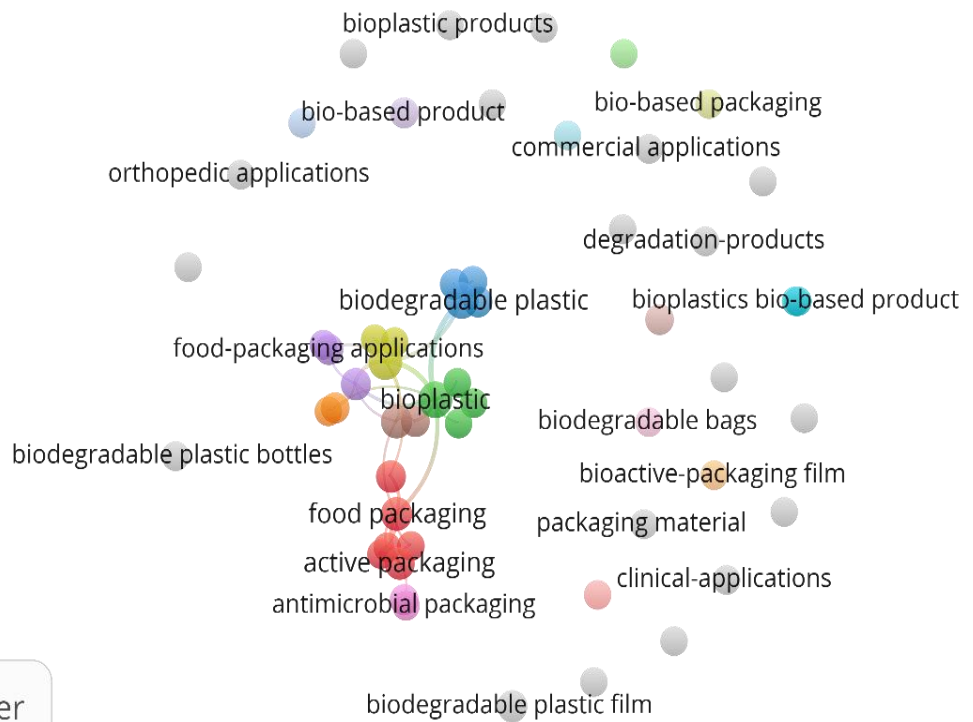 bioplastic products
bio-based packaging
bio-based product
commercial applications
orthopedic applications
degradation-products
biodegradable plastic
bioplastics bio-based product
food-packaging applications
bioplastic
biodegradable bags
biodegradable plastic bottles
bioactive-packaging film
food packaging
packaging material
active packaging
clinical-applications
antimicrobial packaging
biodegradable plastic film
er